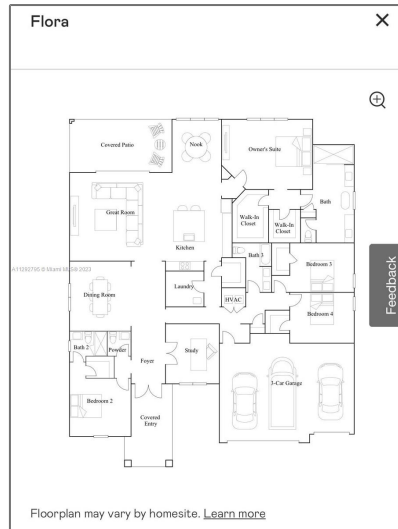 Flora
Covered Patio
Nook
Owner's Suite
Great Room
Walk-In
Closet
Walk-In
Closet
Bath
Kitchen
Bath 3
Bedroom 3
Laundry
HVAC
Dining Room
Bedroom 4
Bath 2
Powder
Foyer
Study
3-Car Garage
Bedroom 2
Covered
Entry
Feedback
Floorplan may vary by homesite. Learn more